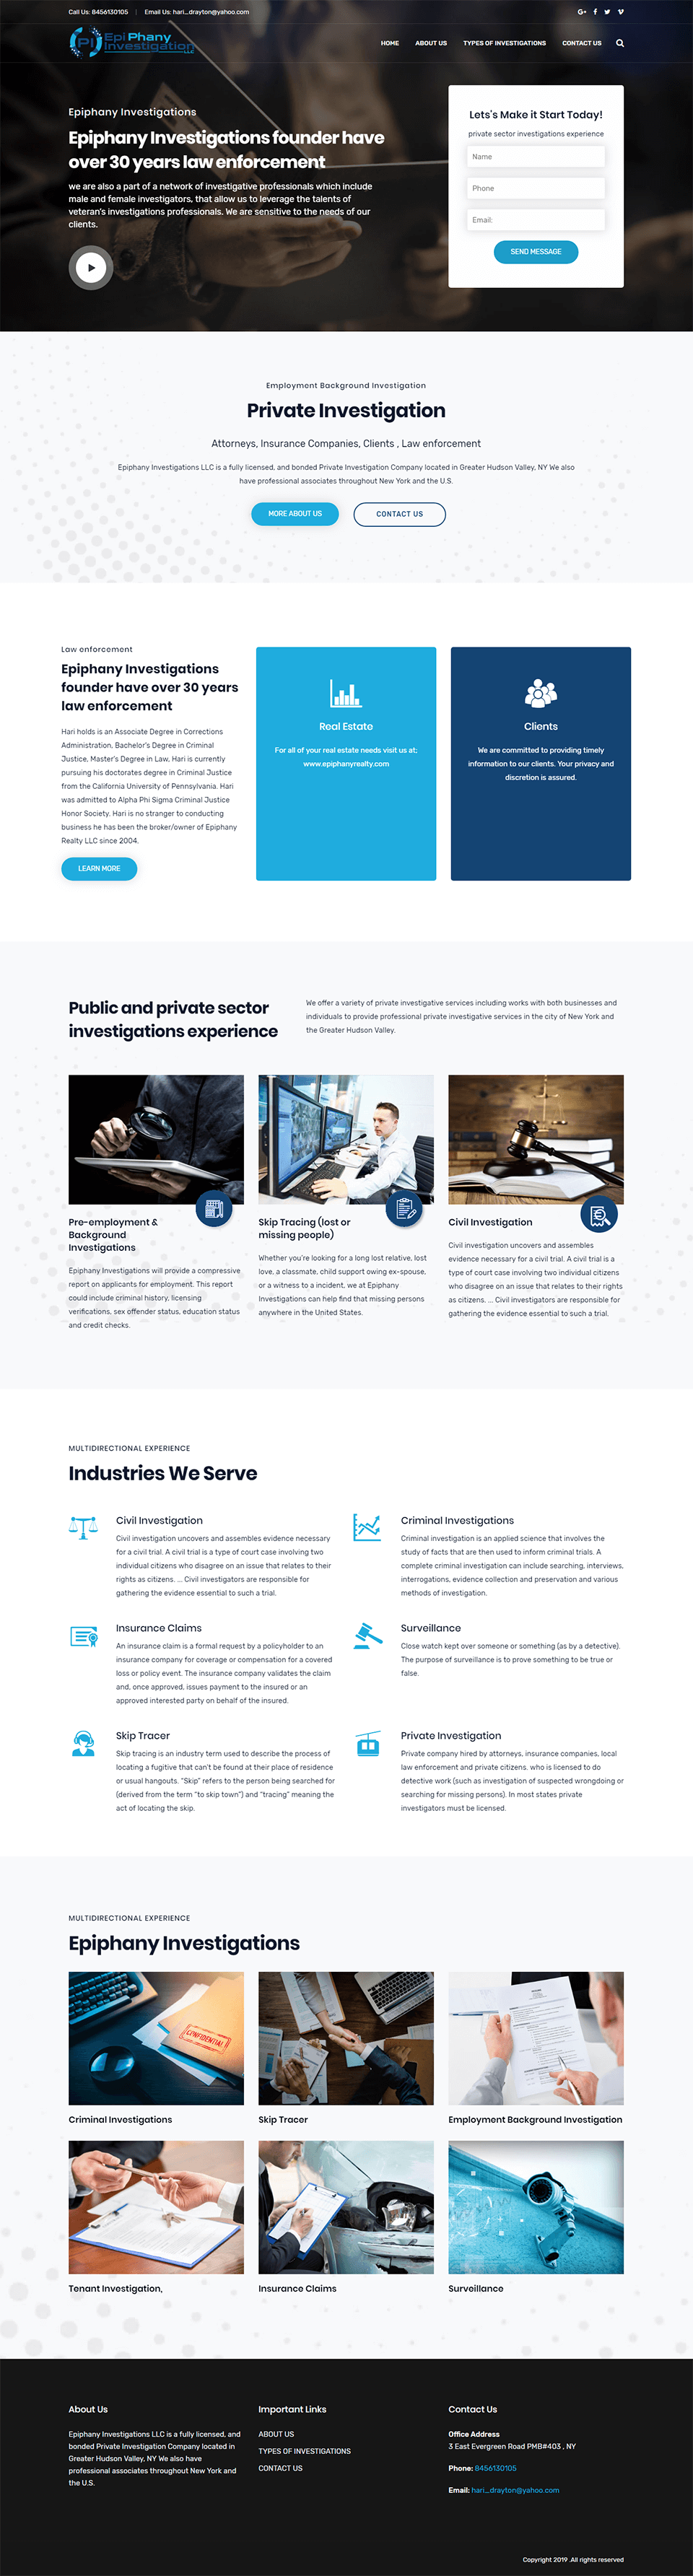 Call Us: 8456130105 | Email Us: hari_drayton@yahoo.com
PI EpiPhany
Investigation
LLC
HOME ABOUT US TYPES OF INVESTIGATIONS CONTACT US
Epiphany Investigations
Epiphany Investigations founder have
over 30 years law enforcement
we are also a part of a network of investigative professionals which include
male and female investigators, that allow us to leverage the talents of
veteran's investigations professionals. We are sensitive to the needs of our
clients.
Lets's Make it Start Today!
private sector investigations experience
Name
Phone
Email:
SEND MESSAGE
Employment Background Investigation
Private Investigation
Attorneys, Insurance Companies, Clients , Law enforcement
Epiphany Investigations LLC is a fully licensed, and bonded Private Investigation Company located in Greater Hudson Valley, NY We also
have professional associates throughout New York and the U.S.
MORE ABOUT US
CONTACT US
Law enforcement
Epiphany Investigations
founder have over 30 years
law enforcement
Hari holds is an Associate Degree in Corrections
Administration, Bachelor's Degree in Criminal
Justice, Master's Degree in Law, Hari is currently
pursuing his doctorates degree in Criminal Justice
from the California University of Pennsylvania. Hari
was admitted to Alpha Phi Sigma Criminal Justice
Honor Society. Hari is no stranger to conducting
business he has been the broker/owner of Epiphany
Realty LLC since 2004.
LEARN MORE
Real Estate
For all of your real estate needs visit us at;
www.epiphanyrealty.com
Clients
We are committed to providing timely
information to our clients. Your privacy and
discretion is assured.
Public and private sector
investigations experience
We offer a variety of private investigative services including works with both businesses and
individuals to provide professional private investigative services in the city of New York and
the Greater Hudson Valley.
Pre-employment &
Background
Investigations
Epiphany Investigations will provide a compressive
report on applicants for employment. This report
could include criminal history, licensing
verifications, sex offender status, education status
and credit checks.
Skip Tracing (lost or
missing people)
Whether you're looking for a long lost relative, lost
love, a classmate, child support owing ex-spouse,
or a witness to a incident, we at Epiphany
Investigations can help find that missing persons
anywhere in the United States.
Civil Investigation
Civil investigation uncovers and assembles
evidence necessary for a civil trial. A civil trial is a
type of court case involving two individual citizens
who disagree on an issue that relates to their rights
as citizens. ... Civil investigators are responsible for
gathering the evidence essential to such a trial.
MULTIDIRECTIONAL EXPERIENCE
Industries We Serve
Civil Investigation
Civil investigation uncovers and assembles evidence necessary
for a civil trial. A civil trial is a type of court case involving two
individual citizens who disagree on an issue that relates to their
rights as citizens. ... Civil investigators are responsible for
gathering the evidence essential to such a trial.
Criminal Investigations
Criminal investigation is an applied science that involves the
study of facts that are then used to inform criminal trials. A
complete criminal investigation can include searching, interviews,
interrogations, evidence collection and preservation and various
methods of investigation.
Insurance Claims
An insurance claim is a formal request by a policyholder to an
insurance company for coverage or compensation for a covered
loss or policy event. The insurance company validates the claim
and, once approved, issues payment to the insured or an
approved interested party on behalf of the insured.
Surveillance
Close watch kept over someone or something (as by a detective).
The purpose of surveillance is to prove something to be true or
false.
Skip Tracer
Skip tracing is an industry term used to describe the process of
locating a fugitive that can't be found at their place of residence
or usual hangouts. "Skip" refers to the person being searched for
(derived from the term "to skip town") and "tracing" meaning the
act of locating the skip.
Private Investigation
Private company hired by attorneys, insurance companies, local
law enforcement and private citizens. who is licensed to do
detective work (such as investigation of suspected wrongdoing or
searching for missing persons). In most states private
investigators must be licensed.
MULTIDIRECTIONAL EXPERIENCE
Epiphany Investigations
CONFIDENTIAL
Criminal Investigations
Skip Tracer
Employment Background Investigation
Tenant Investigation,
Insurance Claims
Surveillance
About Us
Epiphany Investigations LLC is a fully licensed, and
bonded Private Investigation Company located in
Greater Hudson Valley, NY We also have
professional associates throughout New York and
the U.S.
Important Links
ABOUT US
TYPES OF INVESTIGATIONS
CONTACT US
Contact Us
Office Address
3 East Evergreen Road PMB#403 , NY
Phone: 8456130105
Email: hari_drayton@yahoo.com
Copyright 2019 .All rights reserved